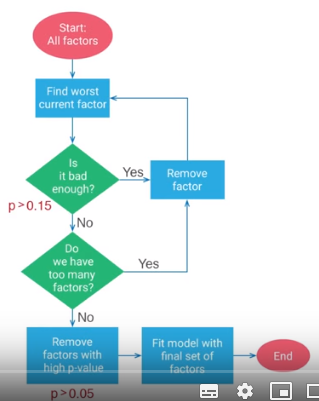 Start:
All factors
Find worst
current factor
Is
it bad
enough?
Yes
Remove
factor
p>0.15
No
Do
we have
too many
factors?
Yes
No
Remove
factors with
high p-value
Fit model with
final set of
factors
End
p>0.05